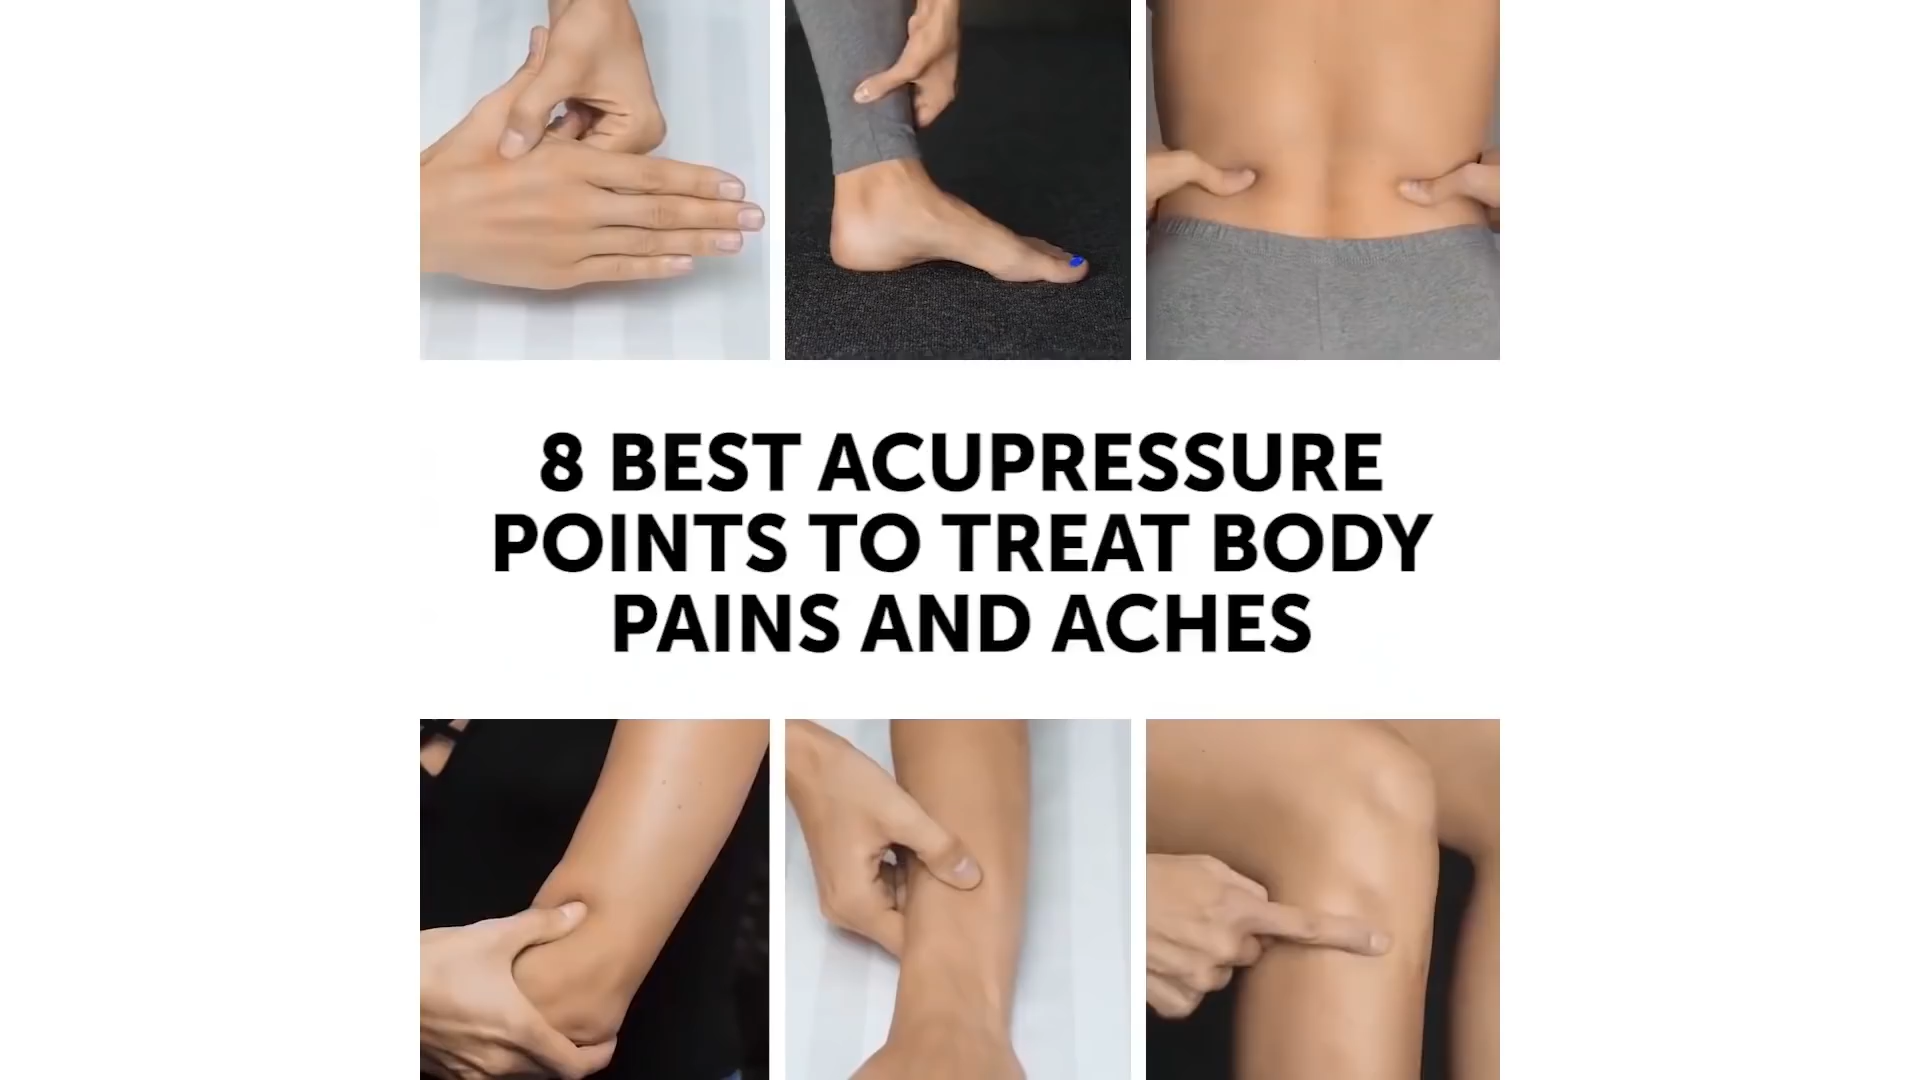 8 BEST ACUPRESSURE
POINTS TO TREAT BODY
PAINS AND ACHES